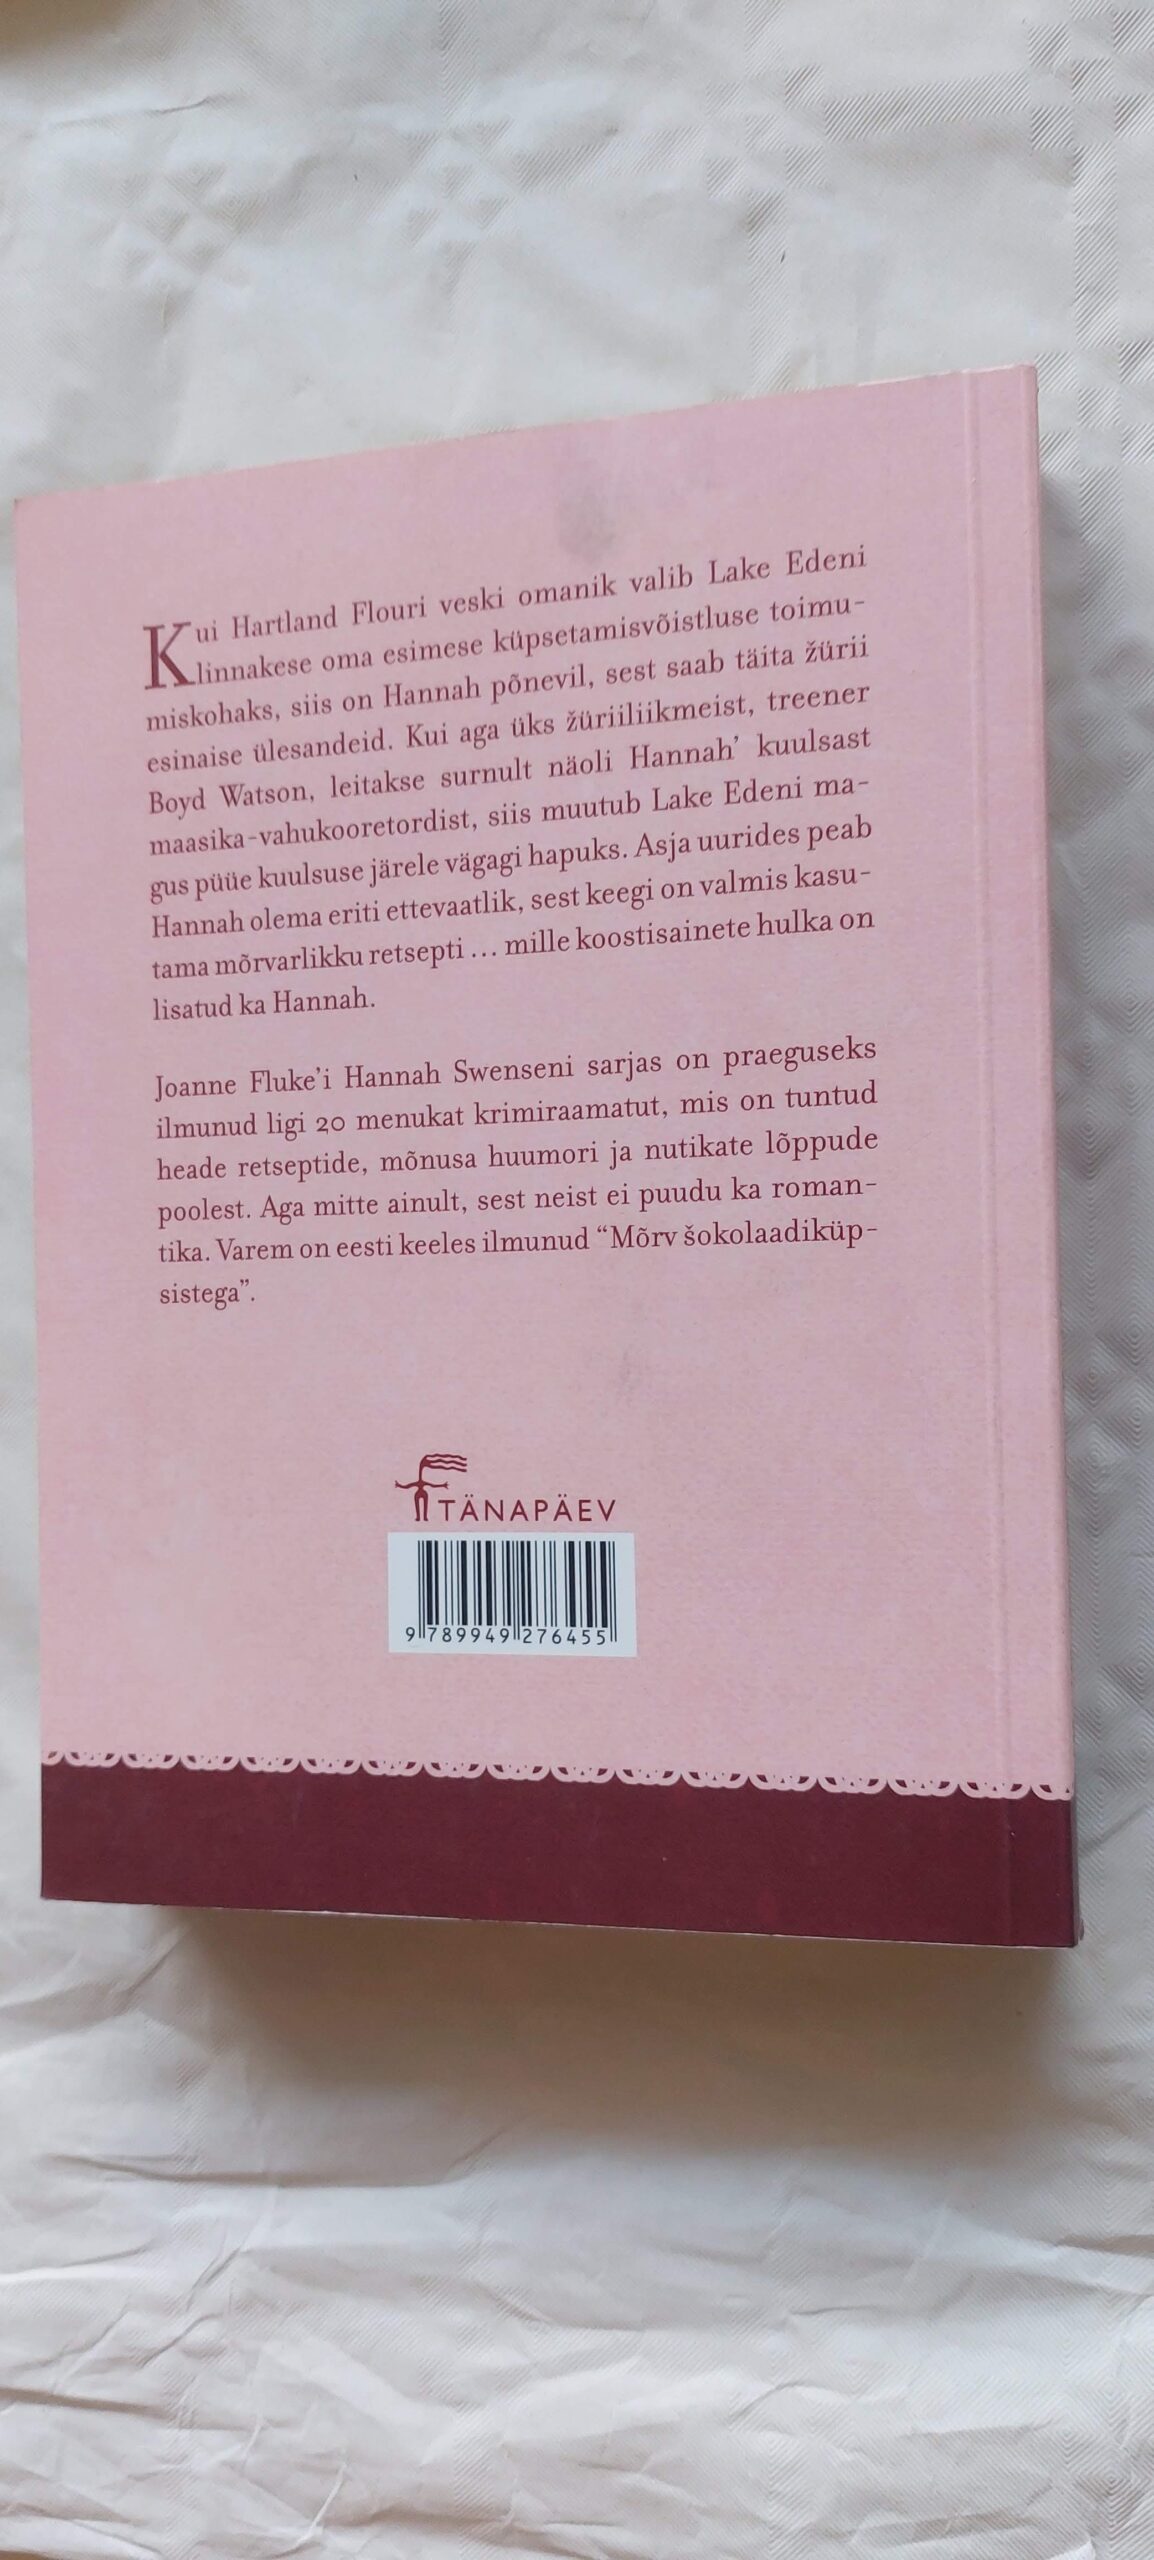 Kui Hartland Flouri veski omanik valib Lake Edeni
linnakese oma esimese küpsetamisvõistluse toimu-
miskohaks, siis on Hannah põnevil, sest saab täita žürii
esinaise ülesandeid. Kui aga üks žüriiliikmeist, treener
Boyd Watson, leitakse surnult näoli Hannah’ kuulsast
maasika-vahukooretordist, siis muutub Lake Edeni ma-
gus püüe kuulsuse järele vägagi hapuks. Asja uurides peab
Hannah olema eriti ettevaatlik, sest keegi on valmis kasu-
tama mõrvarlikku retsepti ... mille koostisainete hulka on
lisatud ka Hannah.
Joanne Fluke’i Hannah Swenseni sarjas on praeguseks
ilmunud ligi 20 menukat krimiraamatut, mis on tuntud
heade retseptide, mõnusa huumori ja nutikate lõppude
poolest. Aga mitte ainult, sest neist ei puudu ka roman-
tika. Varem on eesti keeles ilmunud “Mõrv šokolaadiküp-
sistega”.
TÄNAPÄEV
9 789949 276455